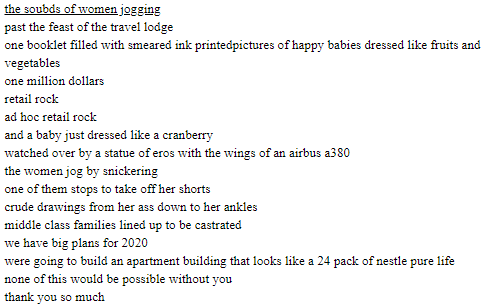 the soubds of women jogging
past the feast of the travel lodge
one booklet filled with smeared ink printedpictures of happy babies dressed like fruits and
vegetables
one million dollars
retail rock
ad hoc retail rock
and a baby just dressed like a cranberry
watched over by a statue of eros with the wings of an airbus a380
the women jog by snickering
one of them stops to take off her shorts
crude drawings from her ass down to her ankles
middle class families lined up to be castrated
we have big plans for 2020
were going to build an apartment building that looks like a 24 pack of nestle pure life
none of this would be possible without you
thank you so much